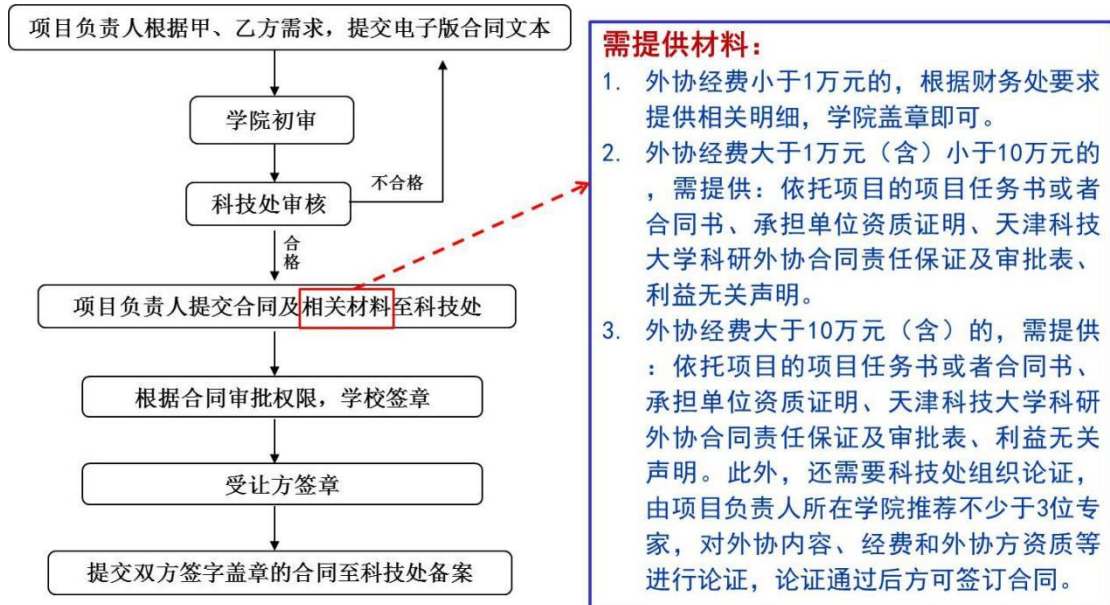 项目负责人根据甲、乙方需求，提交电子版合同文本
学院初审
科技处审核
不合格
合
格
项目负责人提交合同及相关材料至科技处
根据合同审批权限，学校签章
受让方签章
提交双方签字盖章的合同至科技处备案
需提供材料：
1. 外协经费小于1万元的，根据财务处要求
提供相关明细，学院盖章即可。
2. 外协经费大于1万元（含）小于10万元的
，需提供：依托项目的项目任务书或者
合同书、承担单位资质证明、天津科技
大学科研外协合同责任保证及审批表、
利益无关声明。
3. 外协经费大于10万元（含）的，需提供
：依托项目的项目任务书或者合同书、
承担单位资质证明、天津科技大学科研
外协合同责任保证及审批表、利益无关
声明。此外，还需要科技处组织论证，
由项目负责人所在学院推荐不少于3位专
家，对外协内容、经费和外协方资质等
进行论证，论证通过后方可签订合同。